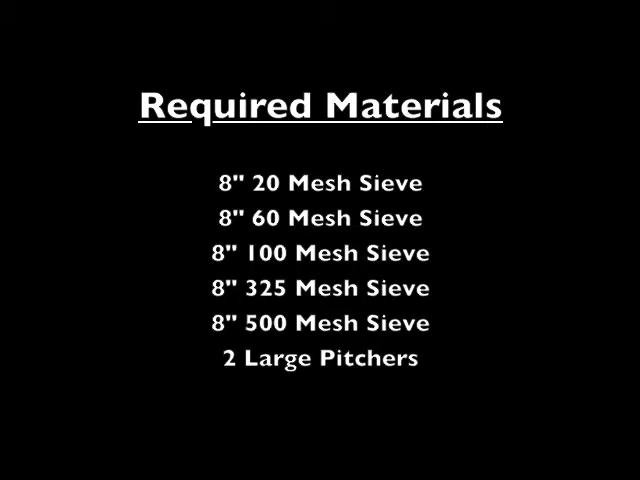 Required Materials
8" 20 Mesh Sieve
8" 60 Mesh Sieve
8" 100 Mesh Sieve
8" 325 Mesh Sieve
8" 500 Mesh Sieve
2 Large Pitchers